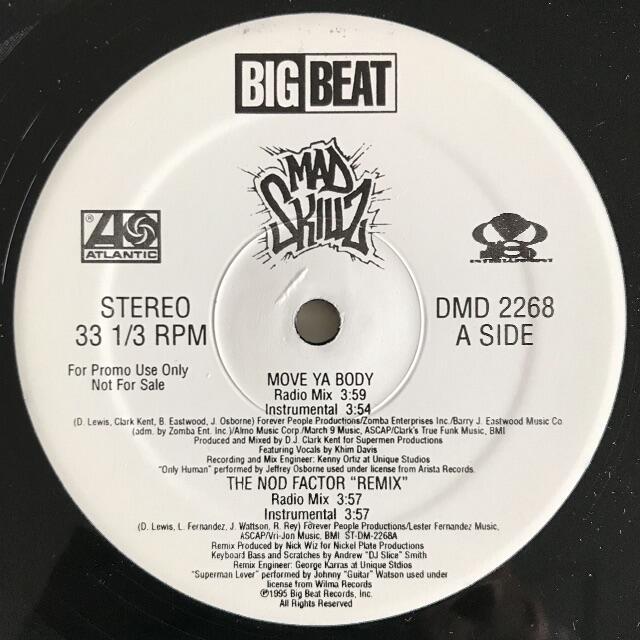 BIG BEAT
MAD
SKILLZ
® ATLANTIC
ENTERTAINMENT
STEREO
33 1/3 RPM
DMD 2268
A SIDE
For Promo Use Only
Not For Sale
MOVE YA BODY
Radio Mix 3:59
Instrumental 3:54
(D. Lewis, Clark Kent, B. Eastwood, J. Osborne) Forever People Productions/Zomba Enterprises Inc./Barry J. Eastwood Music Co
(adm. by Zomba Ent. Inc.)/Almo Music Corp./March 9 Music, ASCAP/Clark's True Funk Music, BMI
Produced and Mixed by D.J. Clark Kent for Supermen Productions
Featuring Vocals by Khim Davis
Recording and Mix Engineer: Kenny Ortiz at Unique Studios
"Only Human" performed by Jeffrey Osborne used under license from Arista Records.
THE NOD FACTOR "REMIX"
Radio Mix 3:57
Instrumental 3:57
(D. Lewis, L. Fernandez, J. Wattson, R. Rey) Forever People Productions/Lester Fernandez Music,
ASCAP/Vri-Jon Music, BMI ST-DM-2268A
Remix Produced by Nick Wiz for Nickel Plate Productions
Keyboard Bass and Scratches by Andrew "DJ Slice" Smith
Remix Engineer: George Karras at Unique Stdios
"Superman Lover" performed by Johnny "Guitar" Watson used under
license from Wilma Records
℗1995 Big Beat Records, Inc.
All Rights Reserved